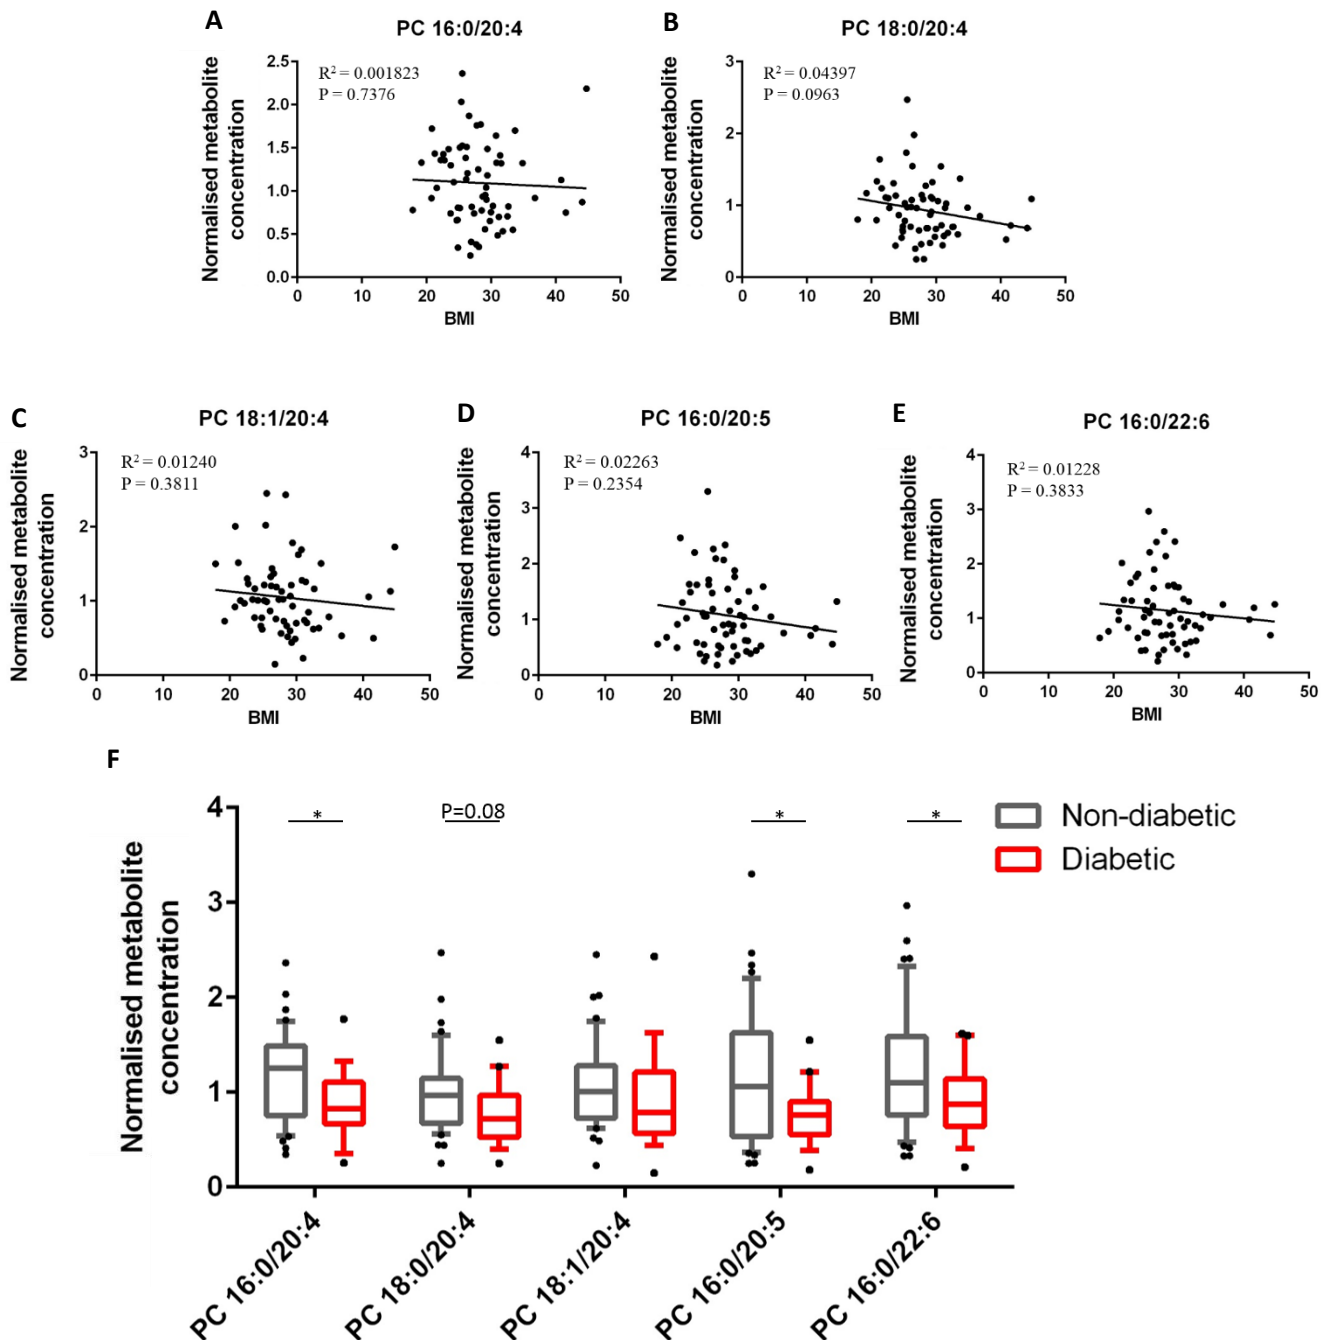 A
PC 16:0/20:4
R² = 0.001823
P = 0.7376
Normalised metabolite
concentration
2.5
2.0
1.5
1.0
0.5
0.0
0 10 20 30 40 50
BMI
B
PC 18:0/20:4
R² = 0.04397
P = 0.0963
Normalised metabolite
concentration
3
2
1
0
0 10 20 30 40 50
BMI
C
PC 18:1/20:4
R² = 0.01240
P = 0.3811
Normalised metabolite
concentration
3
2
1
0
0 10 20 30 40 50
BMI
D
PC 16:0/20:5
R² = 0.02263
P = 0.2354
Normalised metabolite
concentration
4
3
2
1
0
0 10 20 30 40 50
BMI
E
PC 16:0/22:6
R² = 0.01228
P = 0.3833
Normalised metabolite
concentration
4
3
2
1
0
0 10 20 30 40 50
BMI
F
Normalised metabolite
concentration
4
3
2
1
0
*
P=0.08
*
*
Non-diabetic
Diabetic
PC 16:0/20:4
PC 18:0/20:4
PC 18:1/20:4
PC 16:0/20:5
PC 16:0/22:6